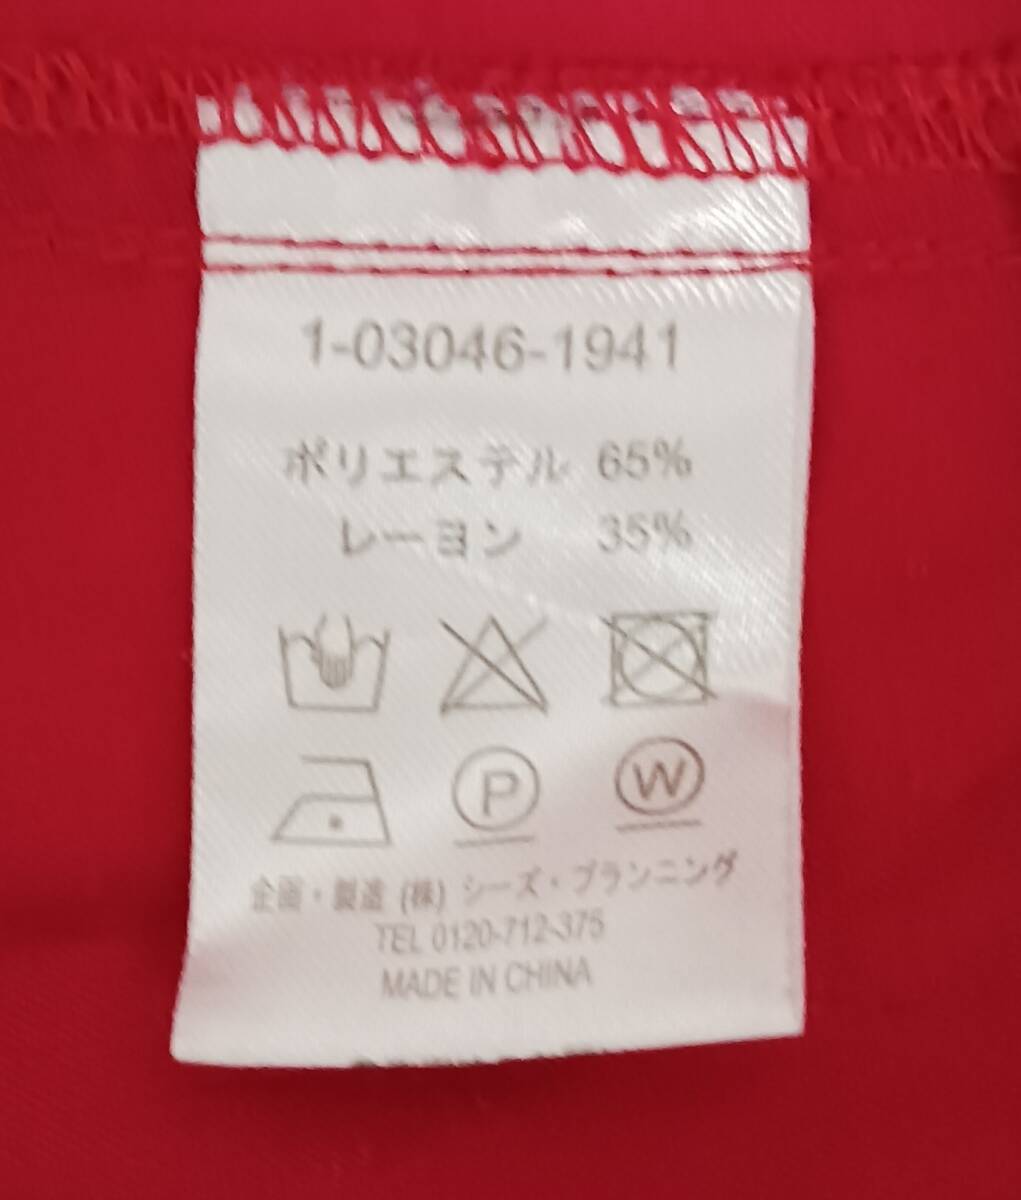 1-03046-1941
ポリエステル 65%
レーヨン 35%
P W
企画・製造 (株) シーズ・プランニング
TEL 0120-712-375
MADE IN CHINA